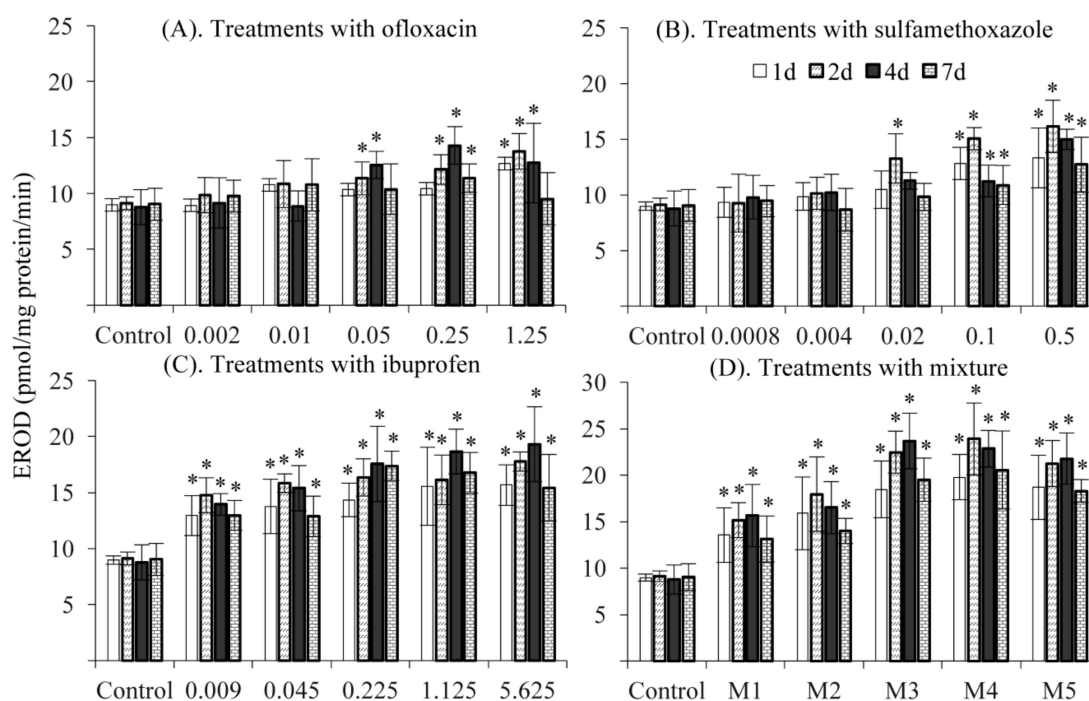 EROD (pmol/mg protein/min)
(A). Treatments with ofloxacin
25
20
15
10
5
* * * * * * * *
Control 0.002 0.01 0.05 0.25 1.25
(B). Treatments with sulfamethoxazole
1d 2d 4d 7d
25
20
15
10
5
* * * * * * * * *
Control 0.0008 0.004 0.02 0.1 0.5
(C). Treatments with ibuprofen
25
20
15
10
5
* * * * * * * * * * * * * * * * * * * *
Control 0.009 0.045 0.225 1.125 5.625
(D). Treatments with mixture
30
25
20
15
10
5
* * * * * * * * * * * * * * * * * * * *
Control M1 M2 M3 M4 M5